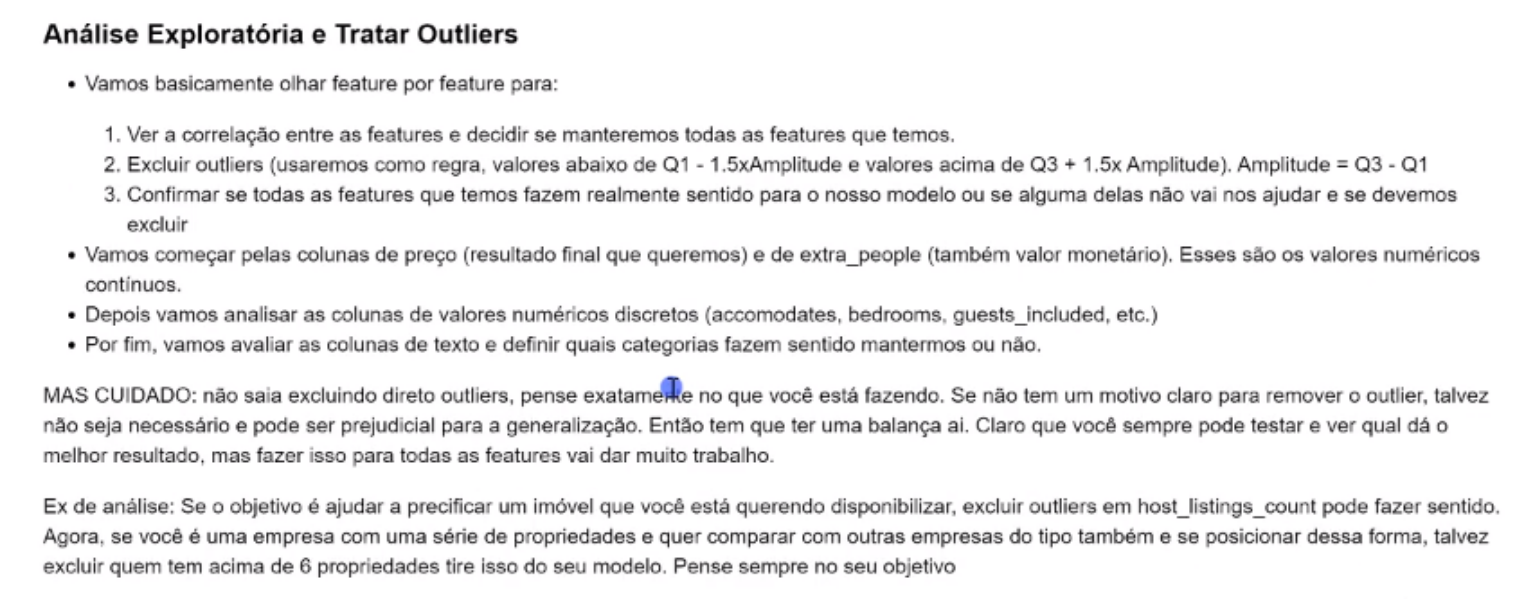 Análise Exploratória e Tratar Outliers
• Vamos basicamente olhar feature por feature para:
1. Ver a correlação entre as features e decidir se manteremos todas as features que temos.
2. Excluir outliers (usaremos como regra, valores abaixo de Q1 - 1.5xAmplitude e valores acima de Q3 + 1.5x Amplitude). Amplitude = Q3 - Q1
3. Confirmar se todas as features que temos fazem realmente sentido para o nosso modelo ou se alguma delas não vai nos ajudar e se devemos
excluir
• Vamos começar pelas colunas de preço (resultado final que queremos) e de extra_people (também valor monetário). Esses são os valores numéricos
contínuos.
• Depois vamos analisar as colunas de valores numéricos discretos (accomodates, bedrooms, guests_included, etc.)
• Por fim, vamos avaliar as colunas de texto e definir quais categorias fazem sentido mantermos ou não.
MAS CUIDADO: não saia excluindo direto outliers, pense exatamente no que você está fazendo. Se não tem um motivo claro para remover o outlier, talvez
não seja necessário e pode ser prejudicial para a generalização. Então tem que ter uma balança ai. Claro que você sempre pode testar e ver qual dá o
melhor resultado, mas fazer isso para todas as features vai dar muito trabalho.
Ex de análise: Se o objetivo é ajudar a precificar um imóvel que você está querendo disponibilizar, excluir outliers em host_listings_count pode fazer sentido.
Agora, se você é uma empresa com uma série de propriedades e quer comparar com outras empresas do tipo também e se posicionar dessa forma, talvez
excluir quem tem acima de 6 propriedades tire isso do seu modelo. Pense sempre no seu objetivo